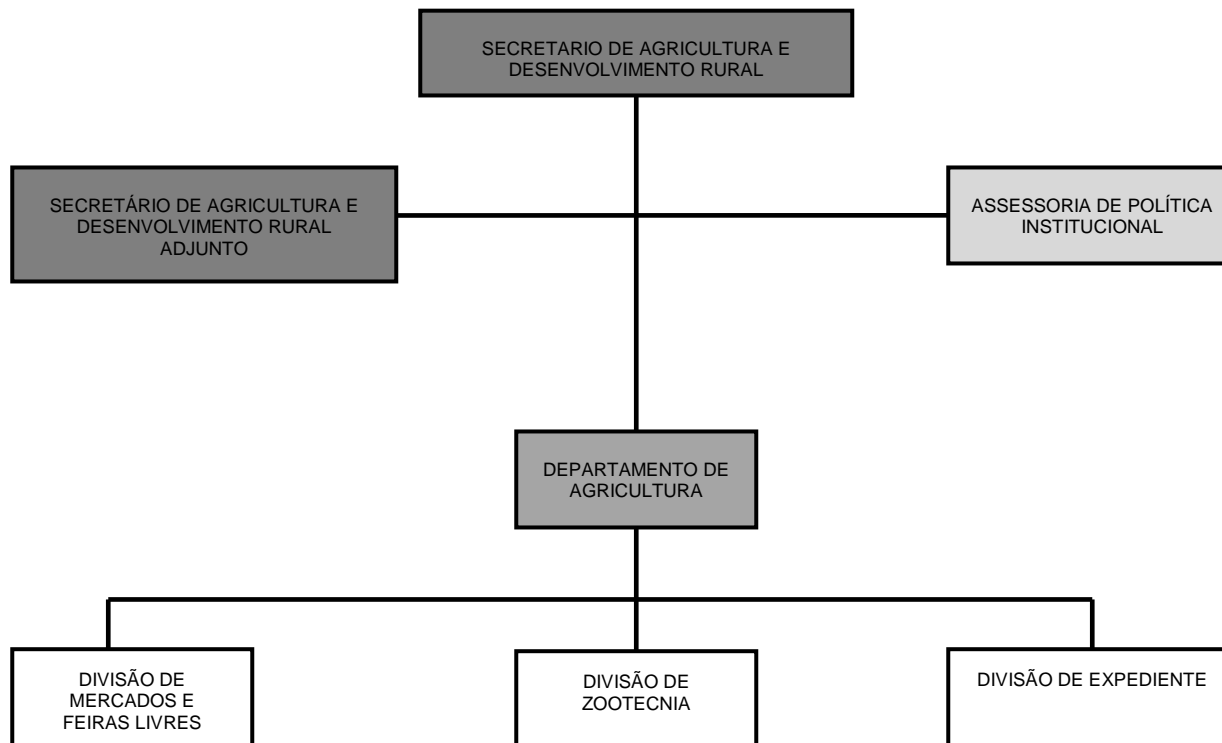 SECRETARIO DE AGRICULTURA E
DESENVOLVIMENTO RURAL
SECRETÁRIO DE AGRICULTURA E
DESENVOLVIMENTO RURAL
ADJUNTO
ASSESSORIA DE POLÍTICA
INSTITUCIONAL
DEPARTAMENTO DE
AGRICULTURA
DIVISÃO DE
MERCADOS E
FEIRAS LIVRES
DIVISÃO DE
ZOOTECNIA
DIVISÃO DE EXPEDIENTE